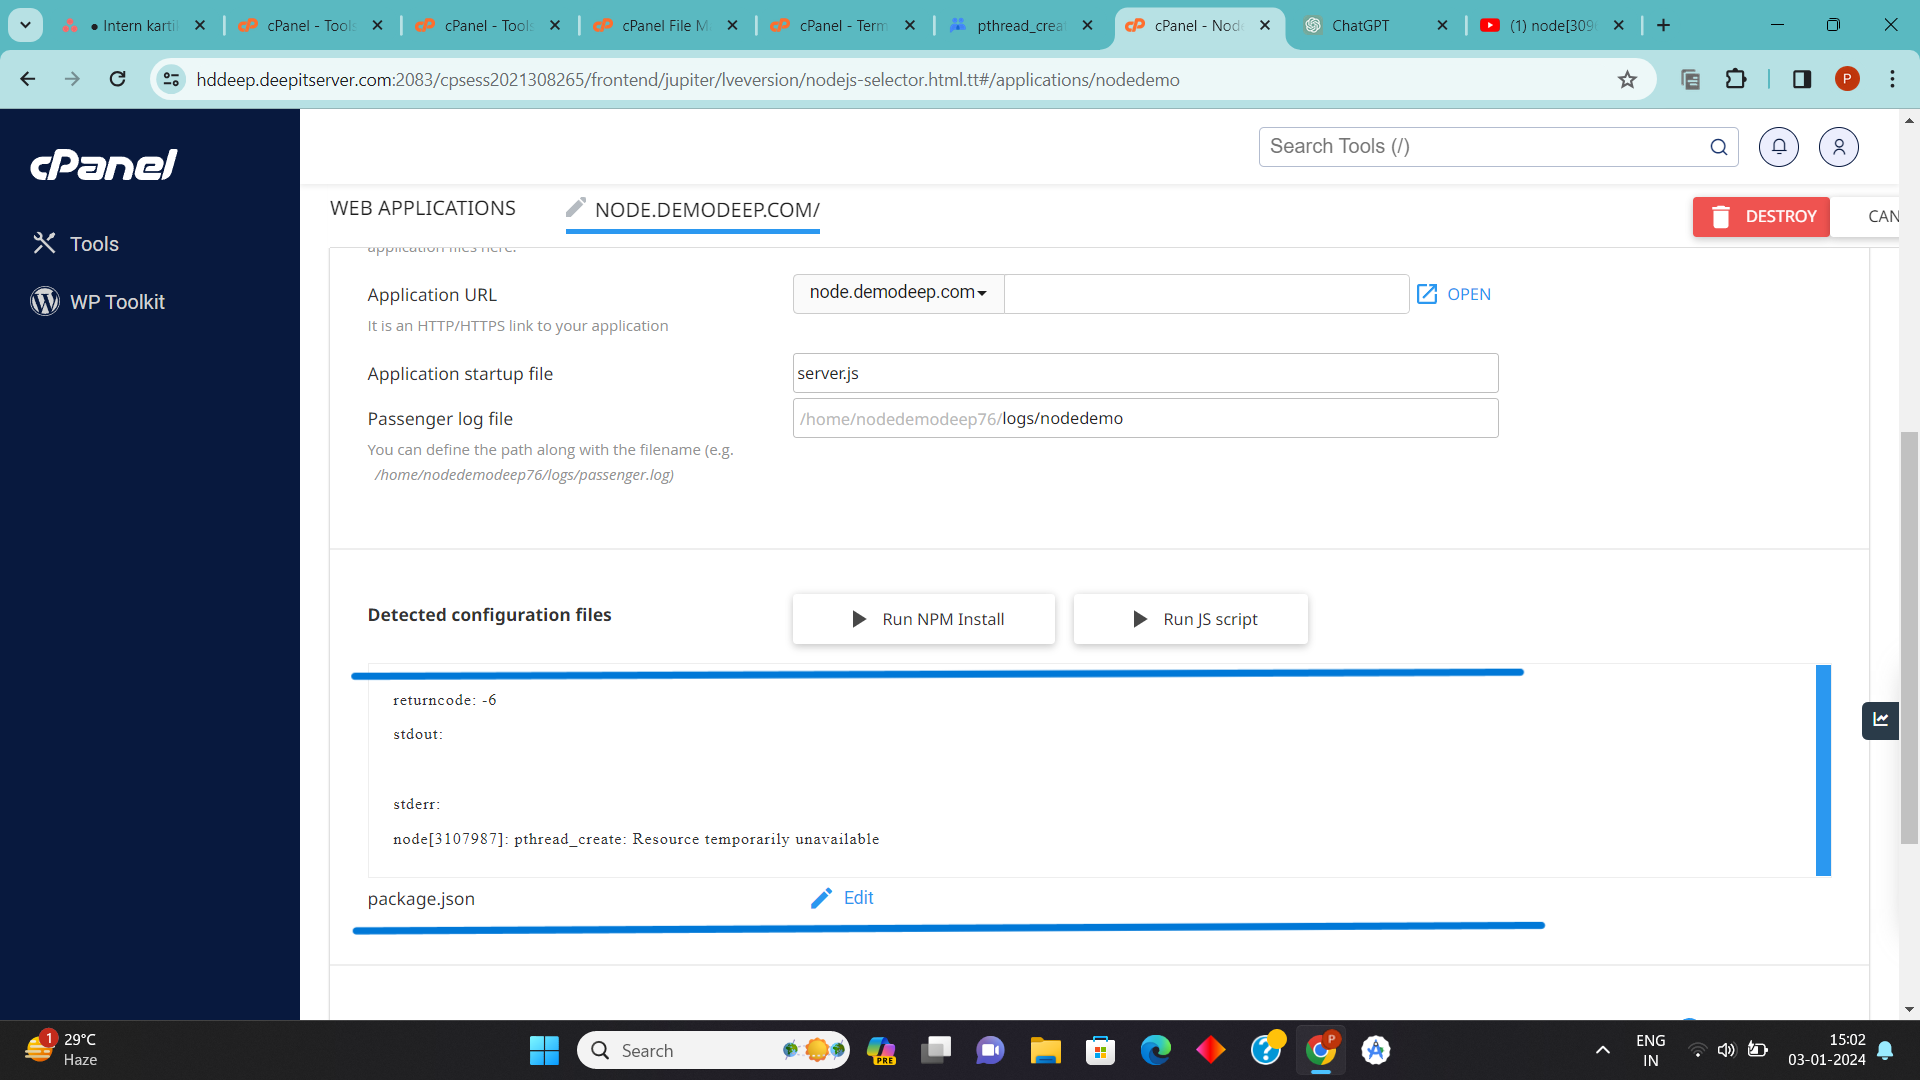 ● Intern karti
cPanel - Tools
cPanel - Tools
cPanel File M
cPanel - Term
pthread_crea
cPanel - Node
ChatGPT
(1) node[309
hddeep.deepitserver.com:2083/cpsess2021308265/frontend/jupiter/lveversion/nodejs-selector.html.tt#/applications/nodedemo
P
cPanel
Search Tools (/)
Tools
WP Toolkit
WEB APPLICATIONS
NODE.DEMODEEP.COM/
DESTROY
CAN
application files here.
Application URL
node.demodeep.com
OPEN
It is an HTTP/HTTPS link to your application
Application startup file
server.js
Passenger log file
/home/nodedemodeep76/logs/nodedemo
You can define the path along with the filename (e.g.
/home/nodedemodeep76/logs/passenger.log)
Detected configuration files
Run NPM Install
Run JS script
returncode: -6
stdout:
stderr:
node[3107987]: pthread_create: Resource temporarily unavailable
package.json
Edit
1
29°C
Haze
Search
PRE
P
ENG
IN
15:02
03-01-2024